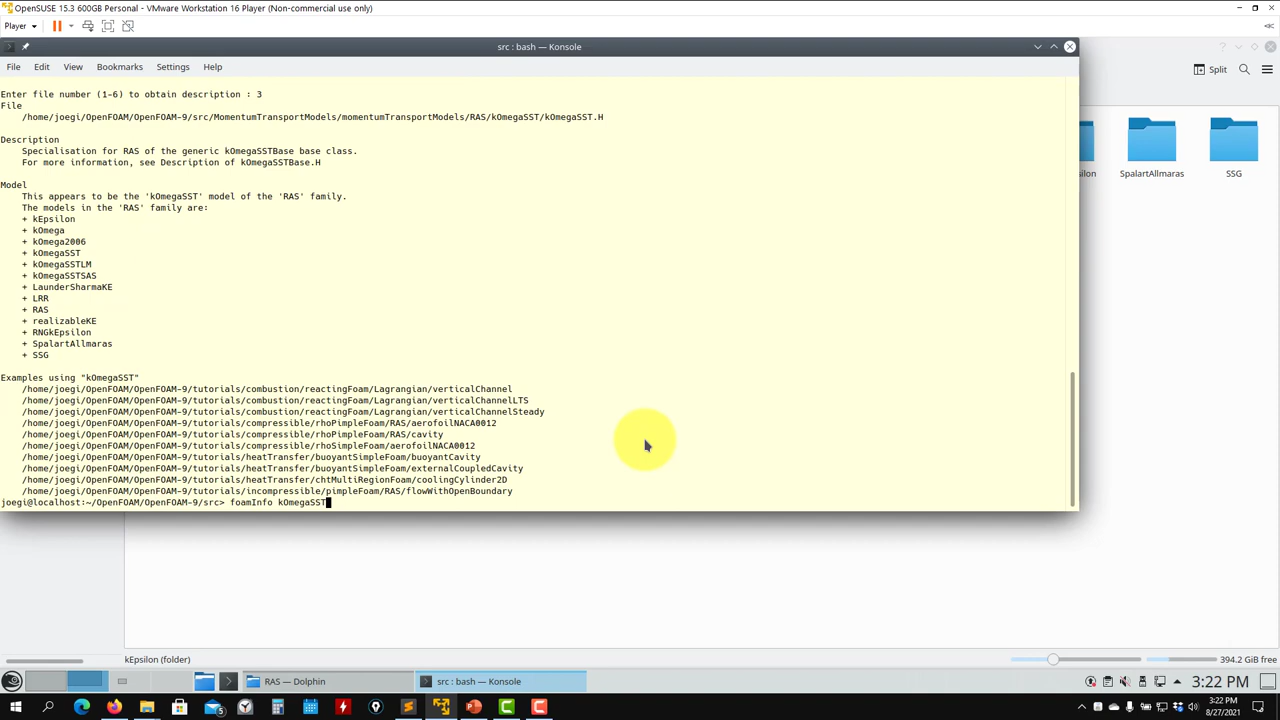 OpenSUSE 15.3 600GB Personal - VMware Workstation 16 Player (Non-commercial use only)
Player
src : bash — Konsole
File Edit View Bookmarks Settings Help
Split
Enter file number (1-6) to obtain description : 3
File
/home/joegi/OpenFOAM/OpenFOAM-9/src/MomentumTransportModels/momentumTransportModels/RAS/kOmegaSST/kOmegaSST.H
Description
Specialisation for RAS of the generic kOmegaSSTBase base class.
For more information, see Description of kOmegaSSTBase.H
Model
This appears to be the 'kOmegaSST' model of the 'RAS' family.
The models in the 'RAS' family are:
+ kEpsilon
+ kOmega
+ kOmega2006
+ kOmegaSST
+ kOmegaSSTLM
+ kOmegaSSTSAS
+ LaunderSharmaKE
+ LRR
+ RAS
+ realizableKE
+ RNGkEpsilon
+ SpalartAllmaras
+ SSG
Examples using "kOmegaSST"
/home/joegi/OpenFOAM/OpenFOAM-9/tutorials/combustion/reactingFoam/Lagrangian/verticalChannel
/home/joegi/OpenFOAM/OpenFOAM-9/tutorials/combustion/reactingFoam/Lagrangian/verticalChannelLTS
/home/joegi/OpenFOAM/OpenFOAM-9/tutorials/combustion/reactingFoam/Lagrangian/verticalChannelSteady
/home/joegi/OpenFOAM/OpenFOAM-9/tutorials/compressible/rhoPimpleFoam/RAS/aerofoilNACA0012
/home/joegi/OpenFOAM/OpenFOAM-9/tutorials/compressible/rhoPimpleFoam/RAS/cavity
/home/joegi/OpenFOAM/OpenFOAM-9/tutorials/compressible/rhoSimpleFoam/aerofoilNACA0012
/home/joegi/OpenFOAM/OpenFOAM-9/tutorials/heatTransfer/buoyantSimpleFoam/buoyantCavity
/home/joegi/OpenFOAM/OpenFOAM-9/tutorials/heatTransfer/buoyantSimpleFoam/externalCoupledCavity
/home/joegi/OpenFOAM/OpenFOAM-9/tutorials/heatTransfer/chtMultiRegionFoam/coolingCylinder2D
/home/joegi/OpenFOAM/OpenFOAM-9/tutorials/incompressible/pimpleFoam/RAS/flowWithOpenBoundary
joegi@localhost:~/OpenFOAM/OpenFOAM-9/src> foamInfo kOmegaSST
silon SpalartAllmaras SSG
kEpsilon (folder) 394.2 GiB free
RAS — Dolphin src : bash — Konsole 3:22 PM
3:22 PM
8/27/2021